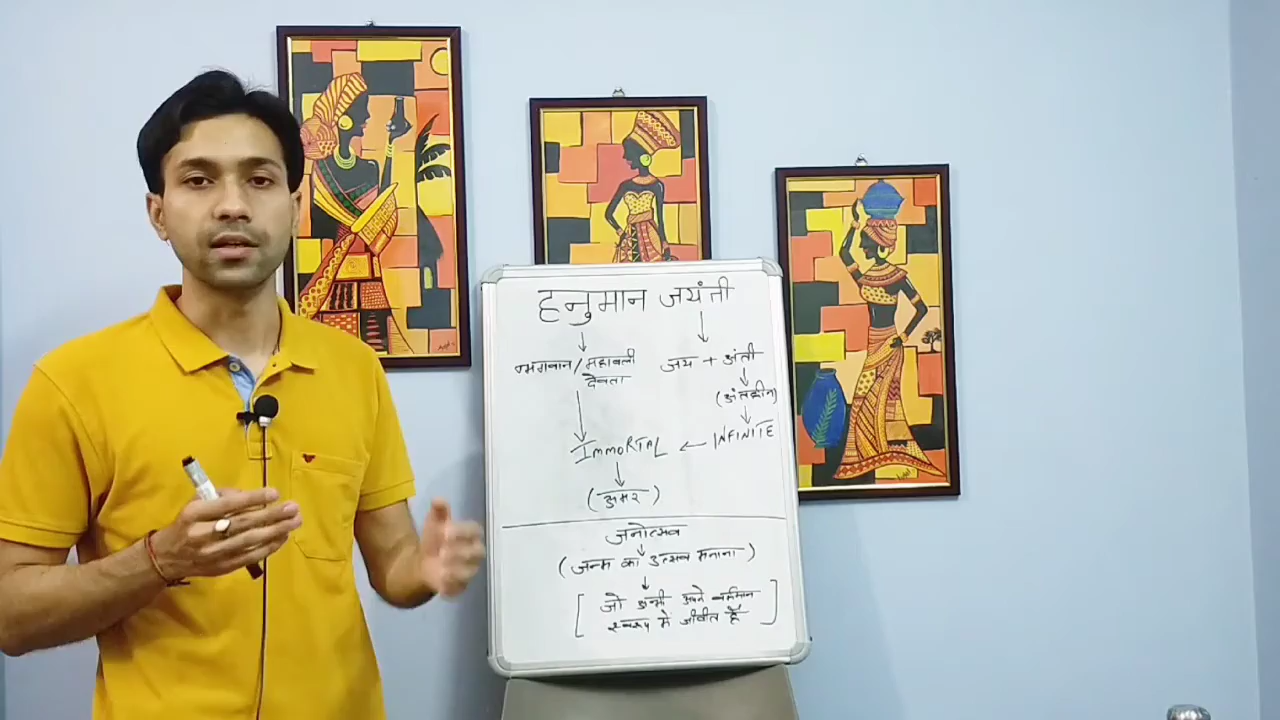 हनुमान जयंती
भगवान/महाबली जय + अंती
देवता
(अंतहीन)
IMMORTAL ← INFINITE
(अमर)
जनोत्सव
(जन्म का उत्सव मनाना)
[ जो अभी अपने वर्तमान
स्वरूप में जीवीत है ]